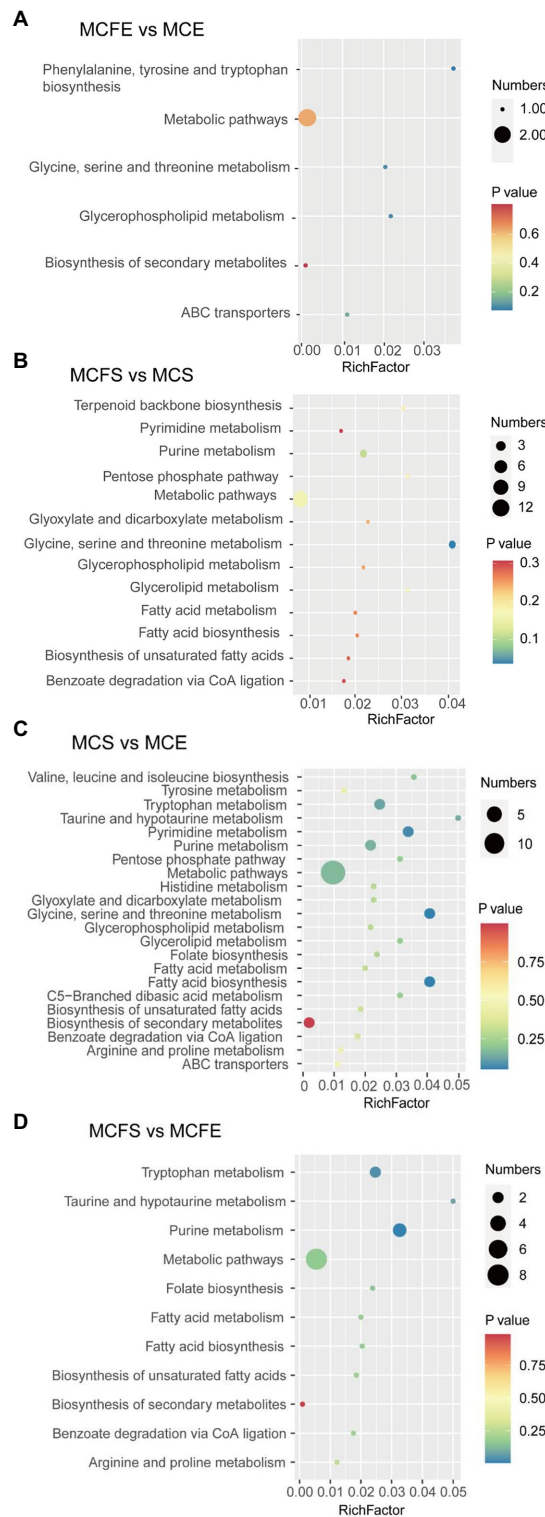 A
MCFE vs MCE
Phenylalanine, tyrosine and tryptophan
biosynthesis
Metabolic pathways
Glycine, serine and threonine metabolism
Glycerophospholipid metabolism
Biosynthesis of secondary metabolites
ABC transporters
0.00 0.01 0.02 0.03
RichFactor
Numbers
1.00
2.00
P value
0.6
0.4
0.2
B
MCFS vs MCS
Terpenoid backbone biosynthesis
Pyrimidine metabolism
Purine metabolism
Pentose phosphate pathway
Metabolic pathways
Glyoxylate and dicarboxylate metabolism
Glycine, serine and threonine metabolism
Glycerophospholipid metabolism
Glycerolipid metabolism
Fatty acid metabolism
Fatty acid biosynthesis
Biosynthesis of unsaturated fatty acids
Benzoate degradation via CoA ligation
0.01 0.02 0.03 0.04
RichFactor
Numbers
3
6
9
12
P value
0.3
0.2
0.1
C
MCS vs MCE
Valine, leucine and isoleucine biosynthesis
Tyrosine metabolism
Tryptophan metabolism
Taurine and hypotaurine metabolism
Pyrimidine metabolism
Purine metabolism
Pentose phosphate pathway
Metabolic pathways
Histidine metabolism
Glyoxylate and dicarboxylate metabolism
Glycine, serine and threonine metabolism
Glycerophospholipid metabolism
Glycerolipid metabolism
Folate biosynthesis
Fatty acid metabolism
Fatty acid biosynthesis
C5−Branched dibasic acid metabolism
Biosynthesis of unsaturated fatty acids
Biosynthesis of secondary metabolites
Benzoate degradation via CoA ligation
Arginine and proline metabolism
ABC transporters
0 0.01 0.02 0.03 0.04 0.05
RichFactor
Numbers
5
10
P value
0.75
0.50
0.25
D
MCFS vs MCFE
Tryptophan metabolism
Taurine and hypotaurine metabolism
Purine metabolism
Metabolic pathways
Folate biosynthesis
Fatty acid metabolism
Fatty acid biosynthesis
Biosynthesis of unsaturated fatty acids
Biosynthesis of secondary metabolites
Benzoate degradation via CoA ligation
Arginine and proline metabolism
0.00 0.01 0.02 0.03 0.04 0.05
RichFactor
Numbers
2
4
6
8
P value
0.75
0.50
0.25